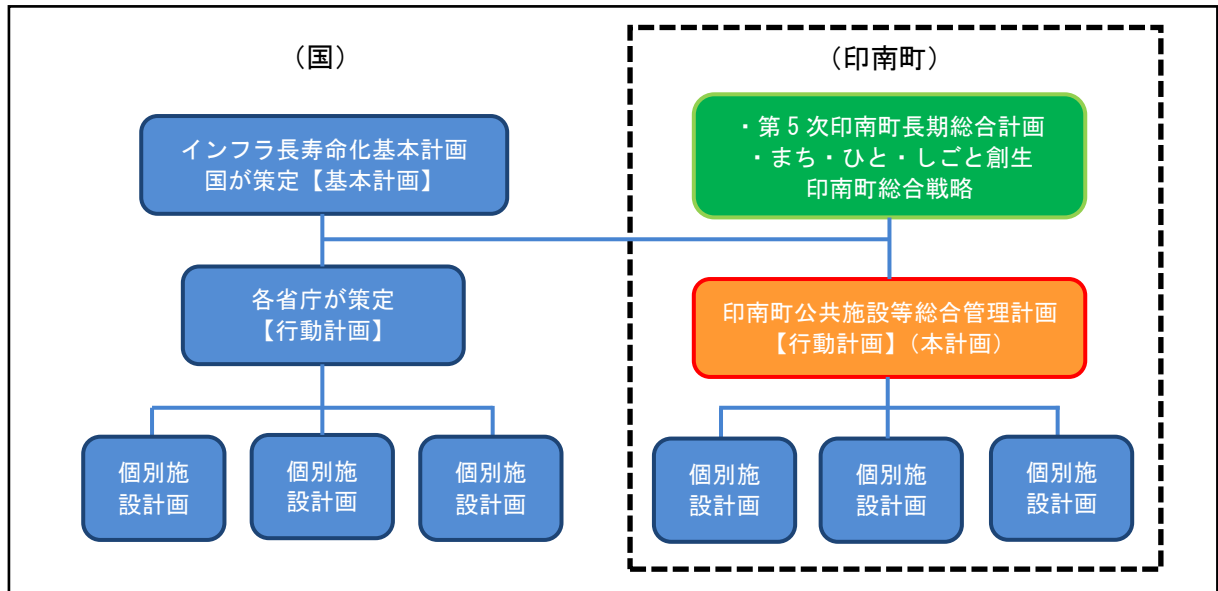 （国）
インフラ長寿命化基本計画
国が策定【基本計画】
各省庁が策定
【行動計画】
個別施
設計画
個別施
設計画
個別施
設計画
（印南町）
・第５次印南町長期総合計画
・まち・ひと・しごと創生
印南町総合戦略
印南町公共施設等総合管理計画
【行動計画】（本計画）
個別施
設計画
個別施
設計画
個別施
設計画